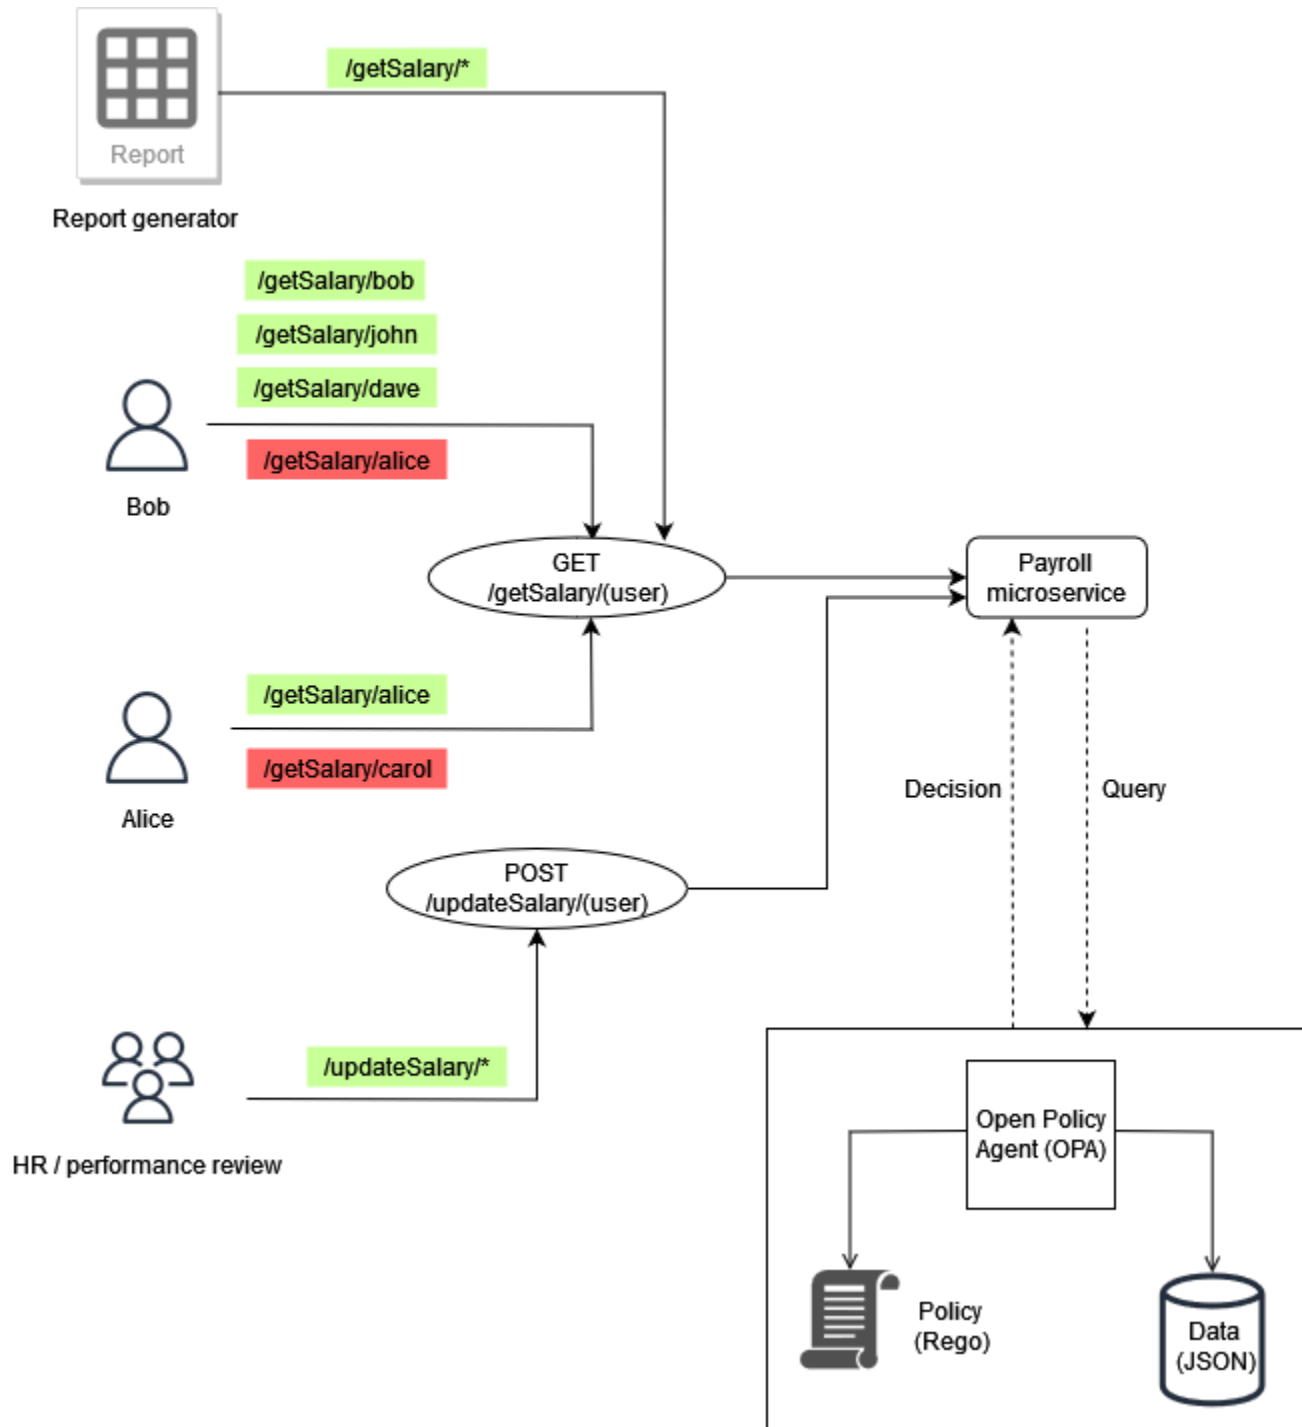 /getSalary/*
Report
Report generator
/getSalary/bob
/getSalary/john
/getSalary/dave
/getSalary/alice
Bob
GET
/getSalary/(user)
Payroll
microservice
/getSalary/alice
/getSalary/carol
Alice
Decision
Query
POST
/updateSalary/(user)
/updateSalary/*
HR / performance review
Open Policy
Agent (OPA)
Policy
(Rego)
Data
(JSON)